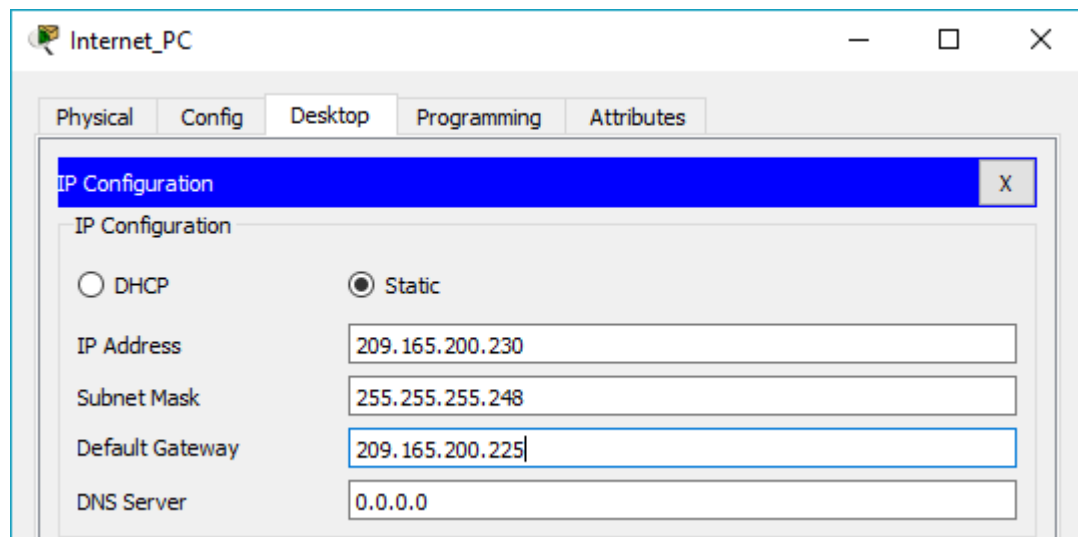 Internet_PC
Physical Config Desktop Programming Attributes
IP Configuration X
IP Configuration
DHCP Static
IP Address 209.165.200.230
Subnet Mask 255.255.255.248
Default Gateway 209.165.200.225
DNS Server 0.0.0.0